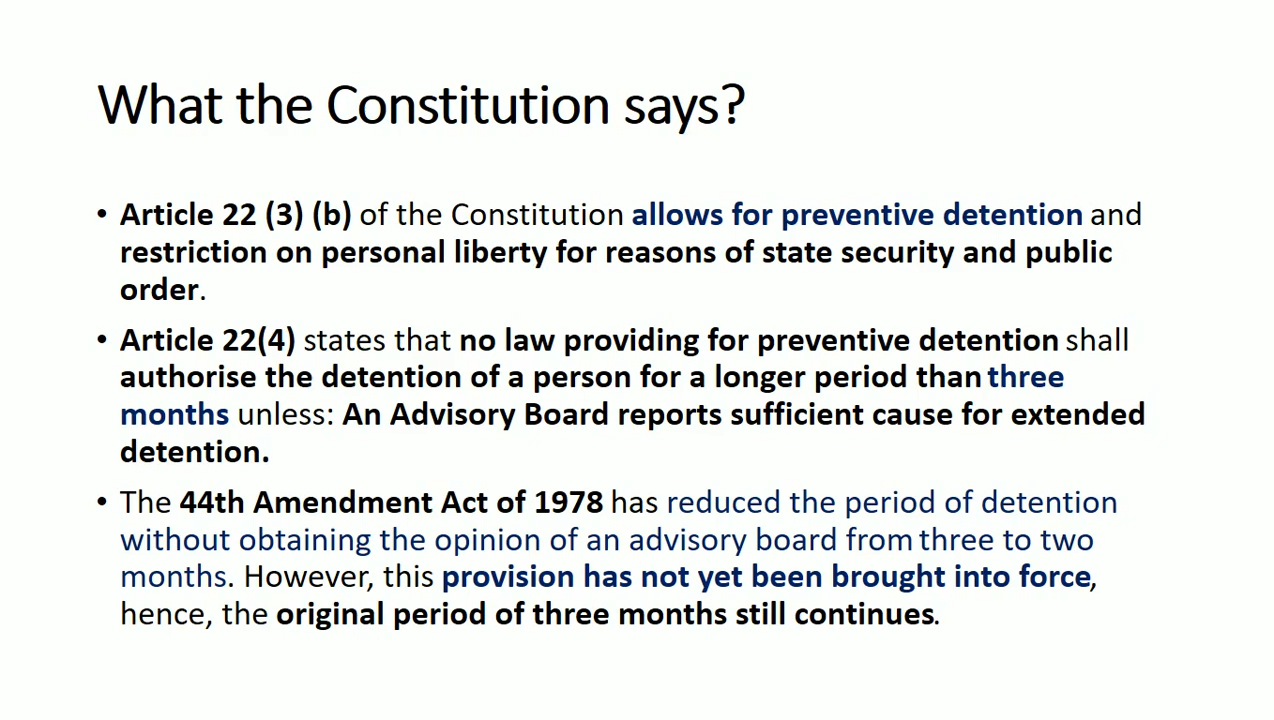 What the Constitution says?
• Article 22 (3) (b) of the Constitution allows for preventive detention and
restriction on personal liberty for reasons of state security and public
order.
• Article 22(4) states that no law providing for preventive detention shall
authorise the detention of a person for a longer period than three
months unless: An Advisory Board reports sufficient cause for extended
detention.
• The 44th Amendment Act of 1978 has reduced the period of detention
without obtaining the opinion of an advisory board from three to two
months. However, this provision has not yet been brought into force,
hence, the original period of three months still continues.